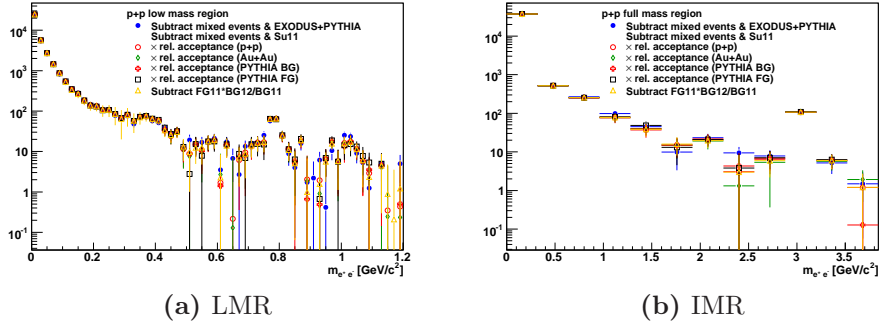 p+p low mass region
Subtract mixed events & EXODUS+PYTHIA
Subtract mixed events & Su11
× rel. acceptance (p+p)
× rel. acceptance (Au+Au)
× rel. acceptance (PYTHIA BG)
× rel. acceptance (PYTHIA FG)
Subtract FG11*BG12/BG11
10⁴
10³
10²
10
1
10⁻¹
0 0.2 0.4 0.6 0.8 1 1.2
m_e⁺e⁻ [GeV/c²]
(a) LMR
p+p full mass region
Subtract mixed events & EXODUS+PYTHIA
Subtract mixed events & Su11
× rel. acceptance (p+p)
× rel. acceptance (Au+Au)
× rel. acceptance (PYTHIA BG)
× rel. acceptance (PYTHIA FG)
Subtract FG11*BG12/BG11
10⁴
10³
10²
10
1
10⁻¹
0 0.5 1 1.5 2 2.5 3 3.5
m_e⁺e⁻ [GeV/c²]
(b) IMR